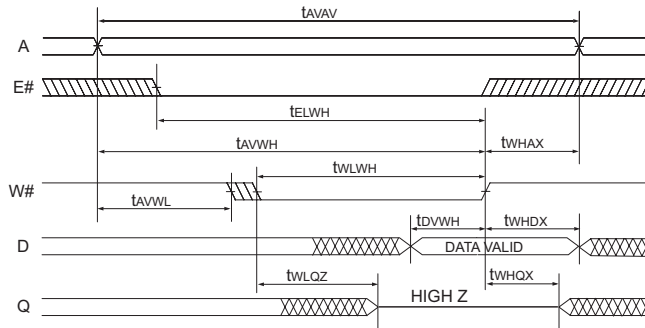 tAVAV
A
E#
tELWH
tAVWH
tWHAX
tWLWH
W#
tAVWL
tDVWH
tWHDX
D
DATA VALID
tWLQZ
tWHQX
HIGH Z
Q